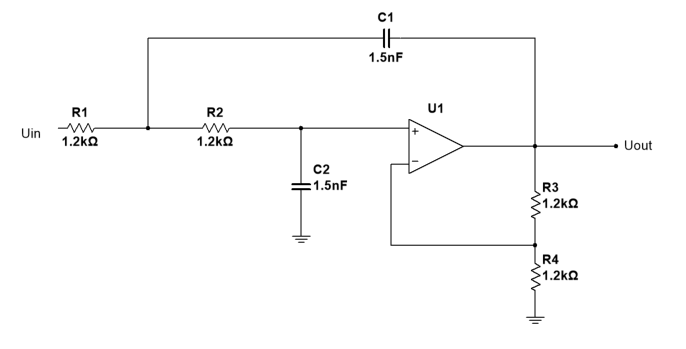 C1
1.5nF
R1
1.2kΩ
R2
1.2kΩ
U1
Uin
+
−
Uout
C2
1.5nF
R3
1.2kΩ
R4
1.2kΩ